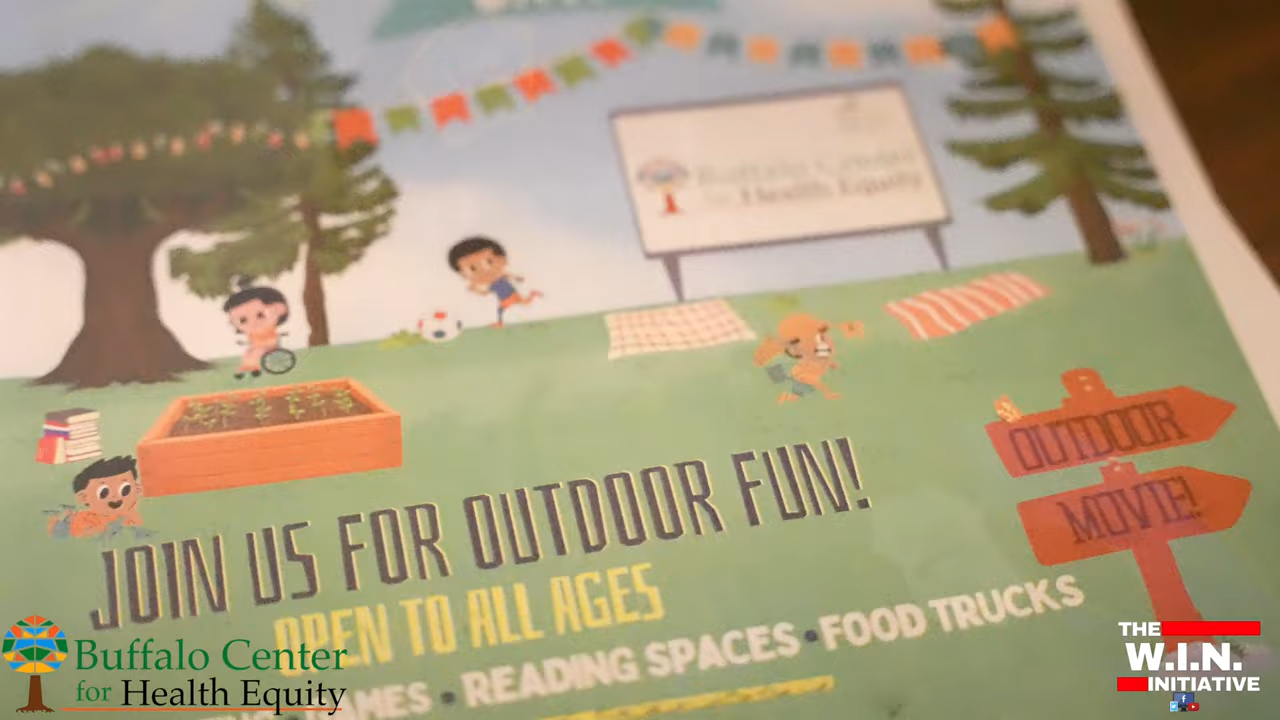 Buffalo Center
for Health Equity
OUTDOOR
MOVIE!
JOIN US FOR OUTDOOR FUN!
OPEN TO ALL AGES
• READING SPACES • FOOD TRUCKS
Buffalo Center
for Health Equity
THE
W.I.N.
INITIATIVE